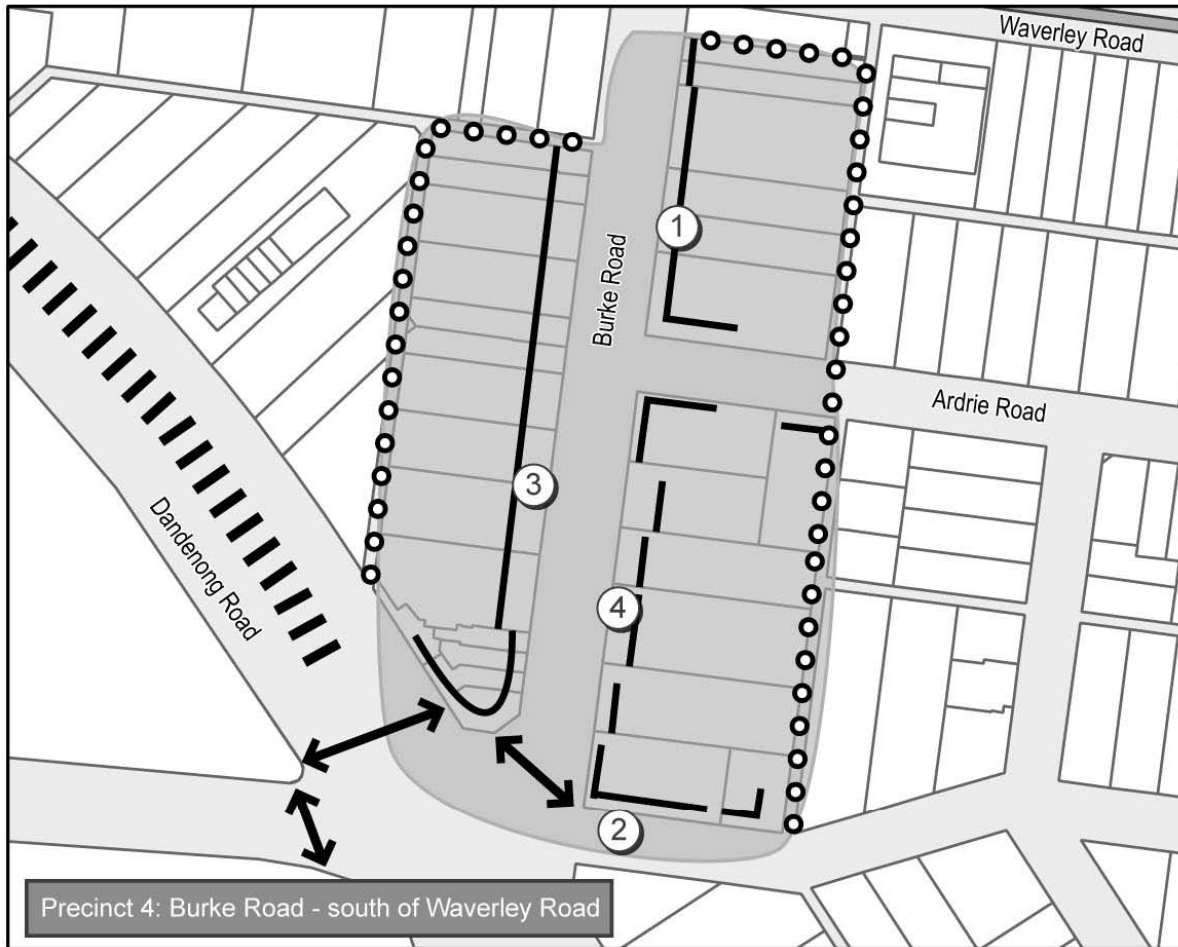 Waverley Road
1
Burke Road
Ardrie Road
3
Dandenong Road
4
2
Precinct 4: Burke Road - south of Waverley Road